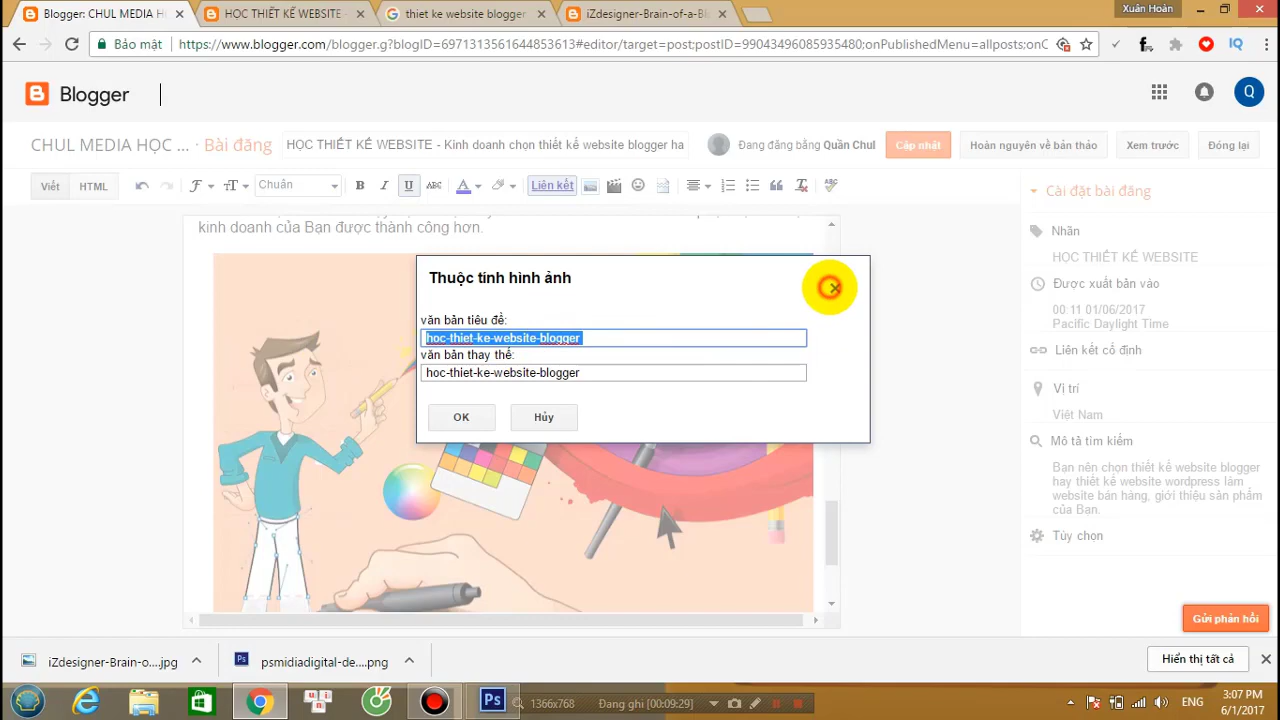 Blogger: CHUL MEDIA H
HỌC THIẾT KẾ WEBSITE -
thiet ke website blogger
iZdesigner-Brain-of-a-Bl
Xuân Hoàn
Bảo mật
https://www.blogger.com/blogger.g?blogID=6971313561644853613#editor/target=post;postID=99043496085935480;onPublishedMenu=allposts;onC
Blogger
Q
CHUL MEDIA HỌC ... · Bài đăng
HỌC THIẾT KẾ WEBSITE - Kinh doanh chọn thiết kế website blogger ha
Đang đăng bằng Quần Chul
Cập nhật
Hoàn nguyên về bản thảo
Xem trước
Đóng lại
Viết
HTML
Chuẩn
B I U ABC
A
Liên kết
Cài đặt bài đăng
kinh doanh của Bạn được thành công hơn.
Nhãn
HỌC THIẾT KẾ WEBSITE
Được xuất bản vào
00:11 01/06/2017
Pacific Daylight Time
Liên kết cố định
Vị trí
Việt Nam
Mô tả tìm kiếm
Bạn nên chọn thiết kế website blogger
hay thiết kế website wordpress làm
website bán hàng, giới thiệu sản phẩm
của Bạn.
Tùy chọn
Thuộc tính hình ảnh
văn bản tiêu đề:
hoc-thiet-ke-website-blogger
văn bản thay thế:
hoc-thiet-ke-website-blogger
OK
Hủy
Gửi phản hồi
iZdesigner-Brain-o....jpg
psmidiadigital-de....png
Hiển thị tất cả
Ps
1366x768
Đang ghi [00:09:29]
ENG
3:07 PM
6/1/2017